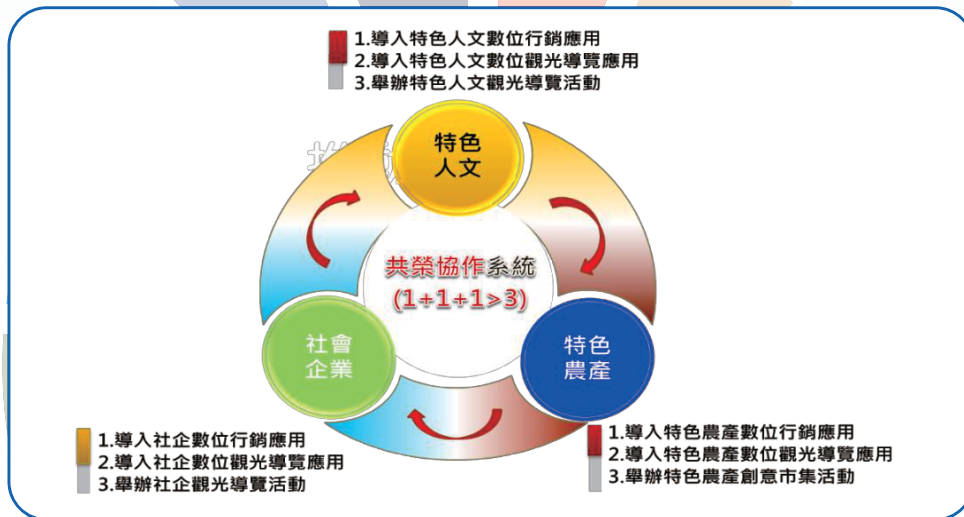 1.導入特色人文數位行銷應用
2.導入特色人文數位觀光導覽應用
3.舉辦特色人文觀光導覽活動
特色
人文
共榮協作系統
(1+1+1>3)
社會
企業
特色
農產
1.導入社企數位行銷應用
2.導入社企數位觀光導覽應用
3.舉辦社企觀光導覽活動
1.導入特色農產數位行銷應用
2.導入特色農產數位觀光導覽應用
3.舉辦特色農產創意市集活動